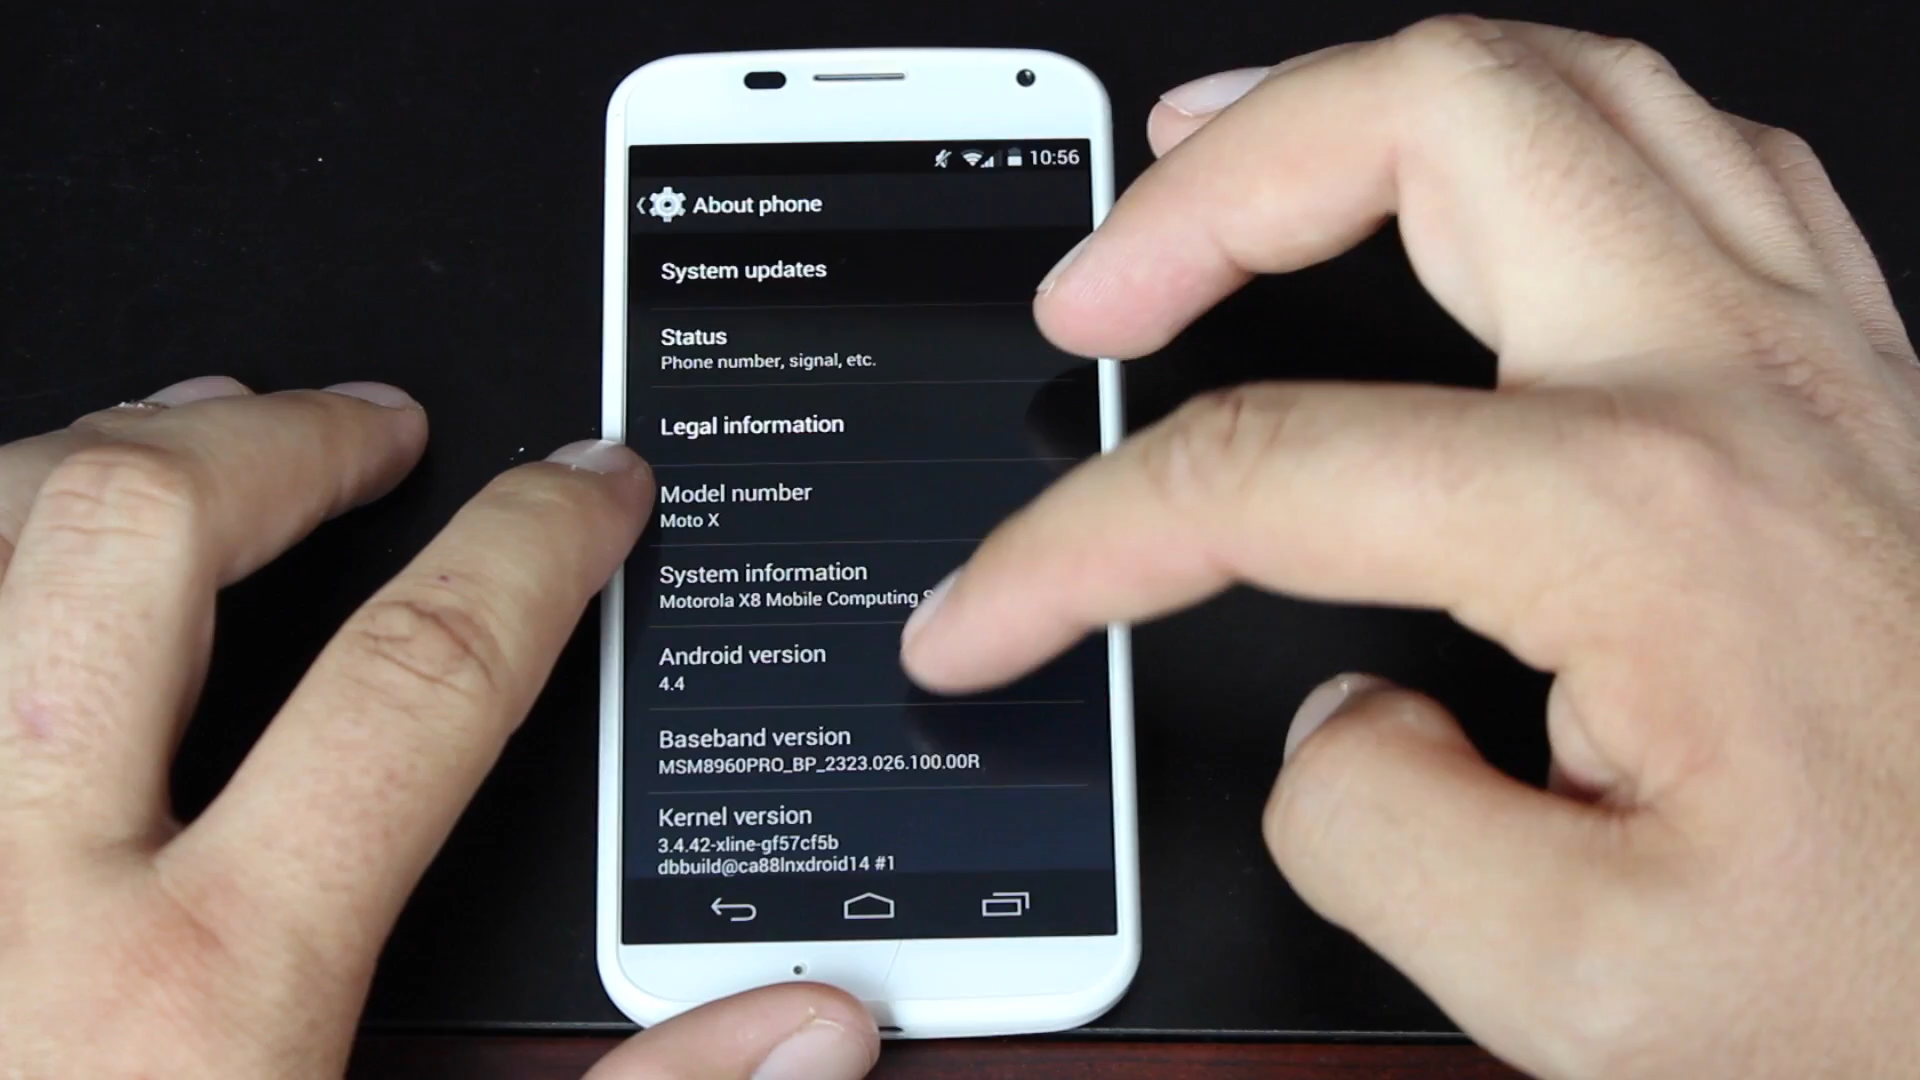 10:56
About phone
System updates
Status
Phone number, signal, etc.
Legal information
Model number
Moto X
System information
Motorola X8 Mobile Computing
Android version
4.4
Baseband version
MSM8960PRO_BP_2323.026.100.00R
Kernel version
3.4.42-xline-gf57cf5b
dbbuild@ca88lnxdroid14 #1